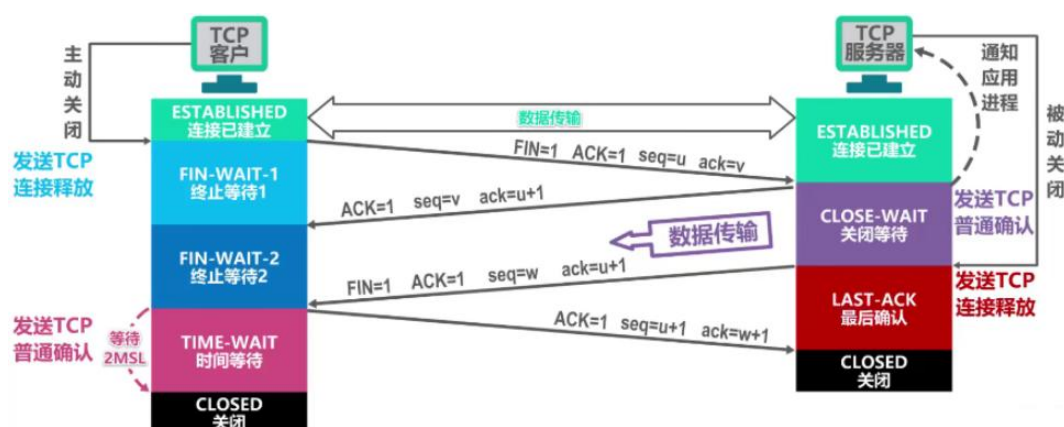 TCP
客户
TCP
服务器
主
动
关
闭
通知
应用
进程
被
动
关
闭
ESTABLISHED
连接已建立
数据传输
ESTABLISHED
连接已建立
FIN=1 ACK=1 seq=u ack=v
发送TCP
连接释放
FIN-WAIT-1
终止等待1
ACK=1 seq=v ack=u+1
CLOSE-WAIT
关闭等待
发送TCP
普通确认
数据传输
FIN-WAIT-2
终止等待2
FIN=1 ACK=1 seq=w ack=u+1
LAST-ACK
最后确认
发送TCP
连接释放
发送TCP
普通确认
等待
2MSL
TIME-WAIT
时间等待
ACK=1 seq=u+1 ack=w+1
CLOSED
关闭
CLOSED
关闭